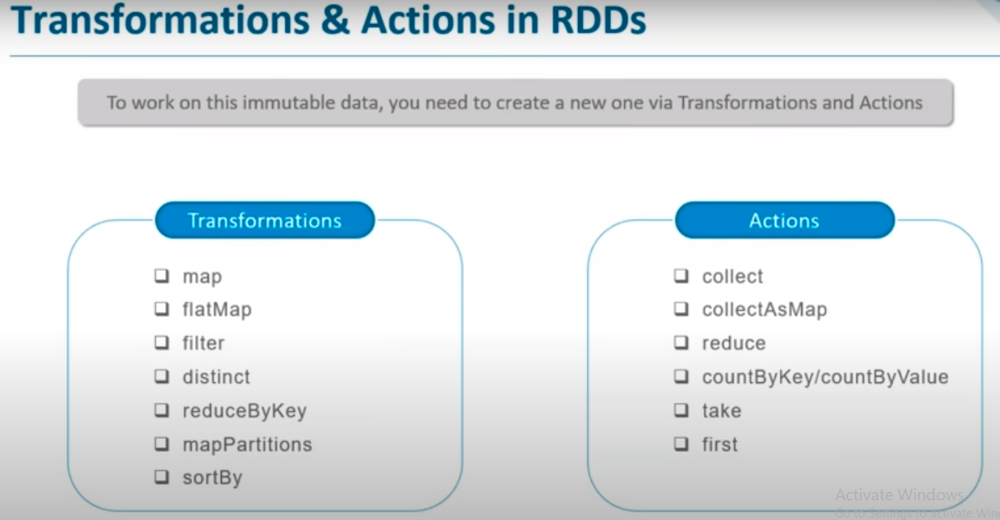 Transformations & Actions in RDDs
To work on this immutable data, you need to create a new one via Transformations and Actions
Transformations
map
flatMap
filter
distinct
reduceByKey
mapPartitions
sortBy
Actions
collect
collectAsMap
reduce
countByKey/countByValue
take
first
Activate Windows
Go to Settings to activate Win